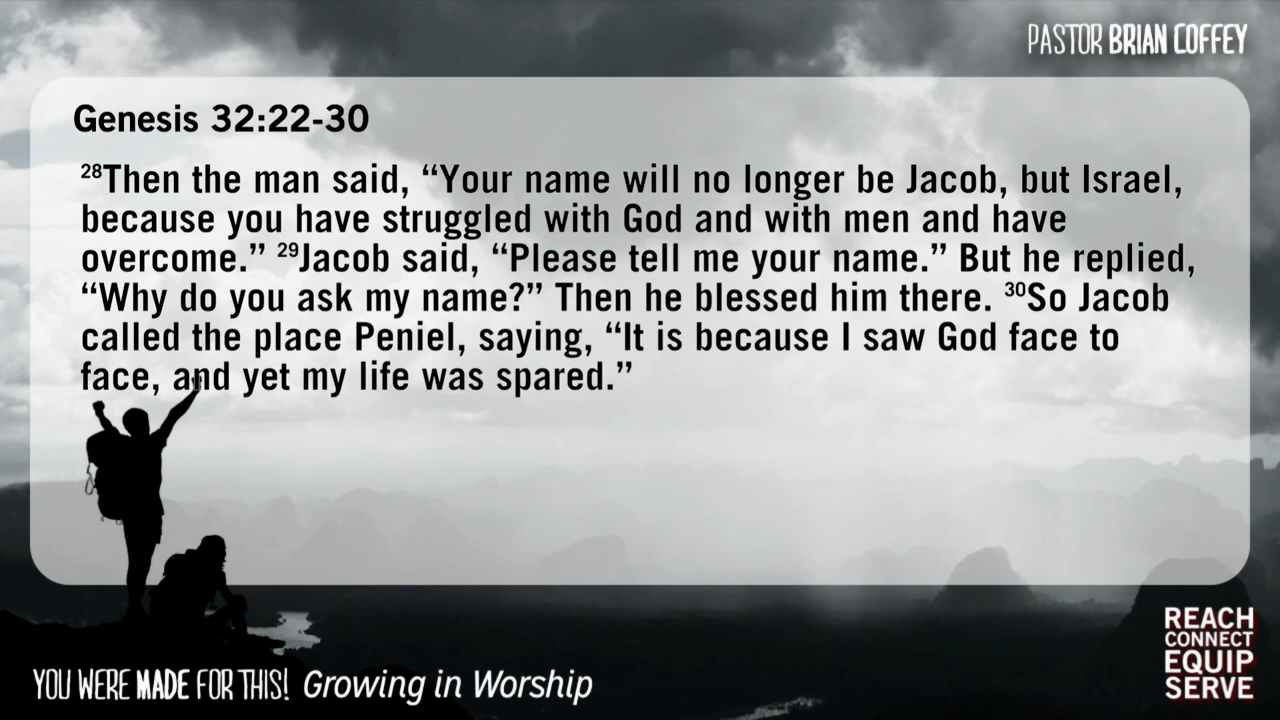 PASTOR BRIAN COFFEY
Genesis 32:22-30
²⁸Then the man said, “Your name will no longer be Jacob, but Israel,
because you have struggled with God and with men and have
overcome.” ²⁹Jacob said, “Please tell me your name.” But he replied,
“Why do you ask my name?” Then he blessed him there. ³⁰So Jacob
called the place Peniel, saying, “It is because I saw God face to
face, and yet my life was spared.”
YOU WERE MADE FOR THIS! Growing in Worship
REACH
CONNECT
EQUIP
SERVE